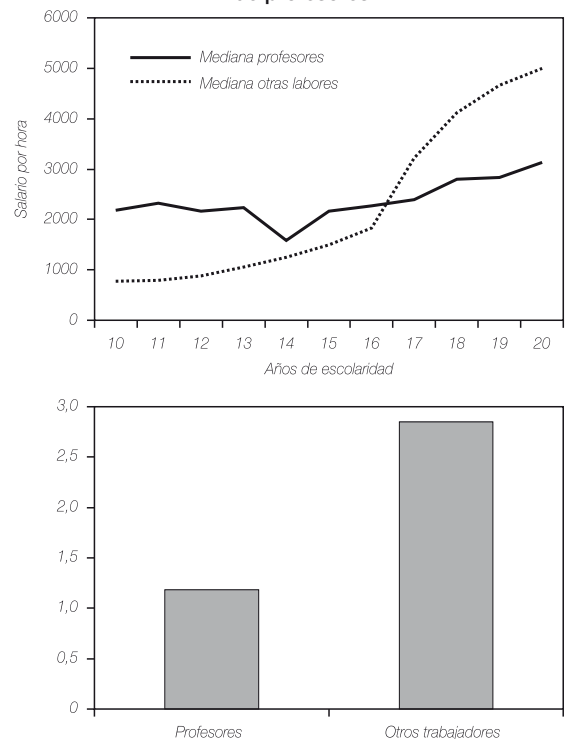 6000
5000
4000
3000
2000
1000
0
Mediana profesores
Mediana otras labores
Salario por hora
10 11 12 13 14 15 16 17 18 19 20
Años de escolaridad
3,0
2,5
2,0
1,5
1,0
0,5
0
Profesores Otros trabajadores